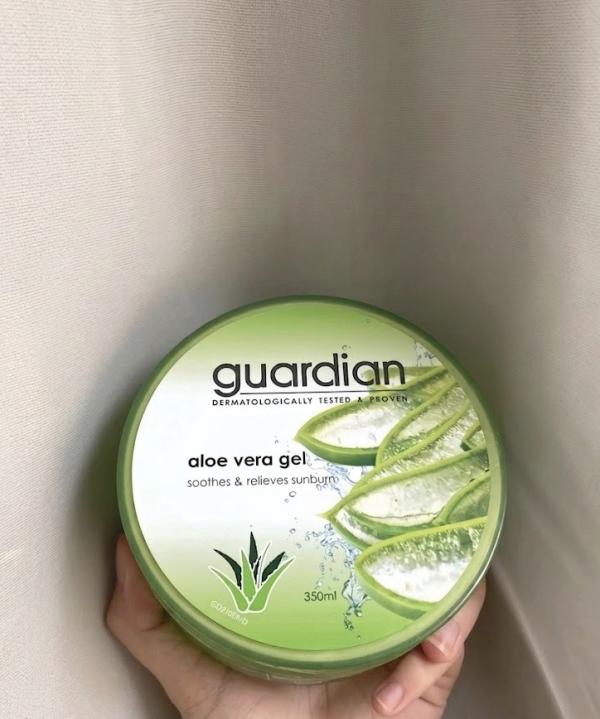 guardian
DERMATOLOGICALLY TESTED & PROVEN
aloe vera gel
soothes & relieves sunburn
350ml